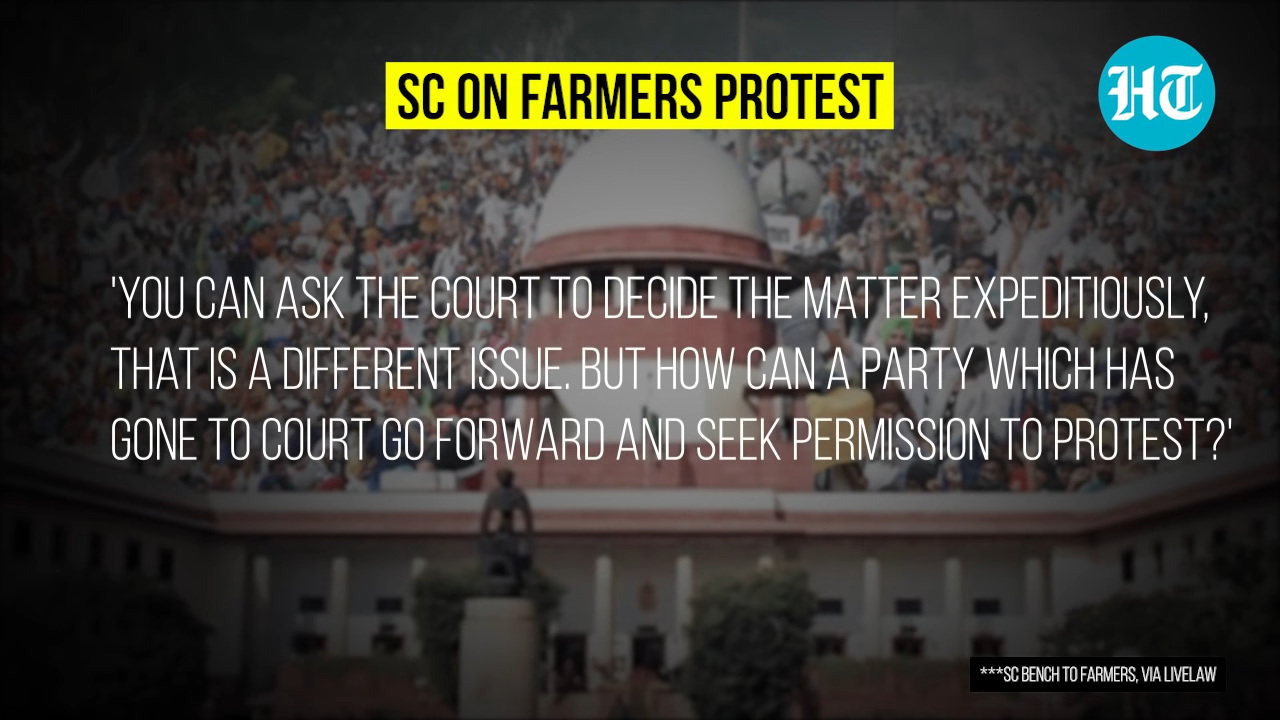 SC ON FARMERS PROTEST
HT
'YOU CAN ASK THE COURT TO DECIDE THE MATTER EXPEDITIOUSLY,
THAT IS A DIFFERENT ISSUE. BUT HOW CAN A PARTY WHICH HAS
GONE TO COURT GO FORWARD AND SEEK PERMISSION TO PROTEST?'
***SC BENCH TO FARMERS, VIA LIVELAW